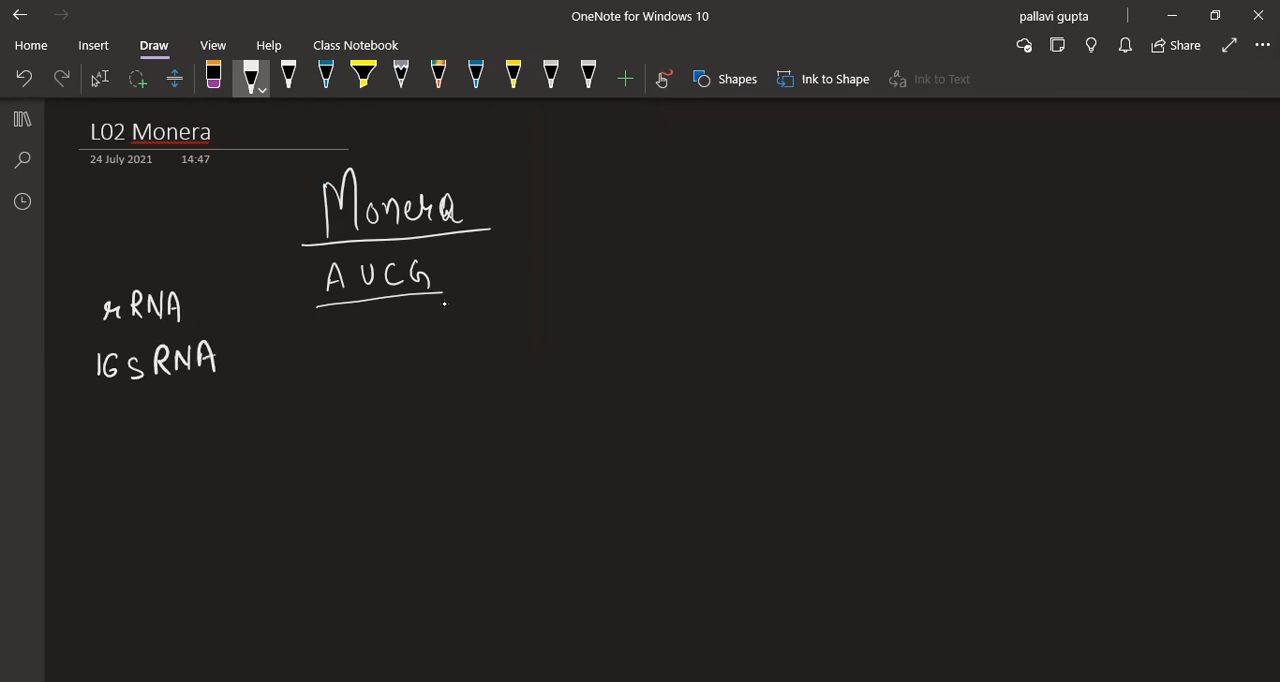 OneNote for Windows 10
pallavi gupta
Home Insert Draw View Help Class Notebook
Share
Shapes Ink to Shape Ink to Text
L02 Monera
24 July 2021 14:47
Monera
AUCG
rRNA
16 S RNA